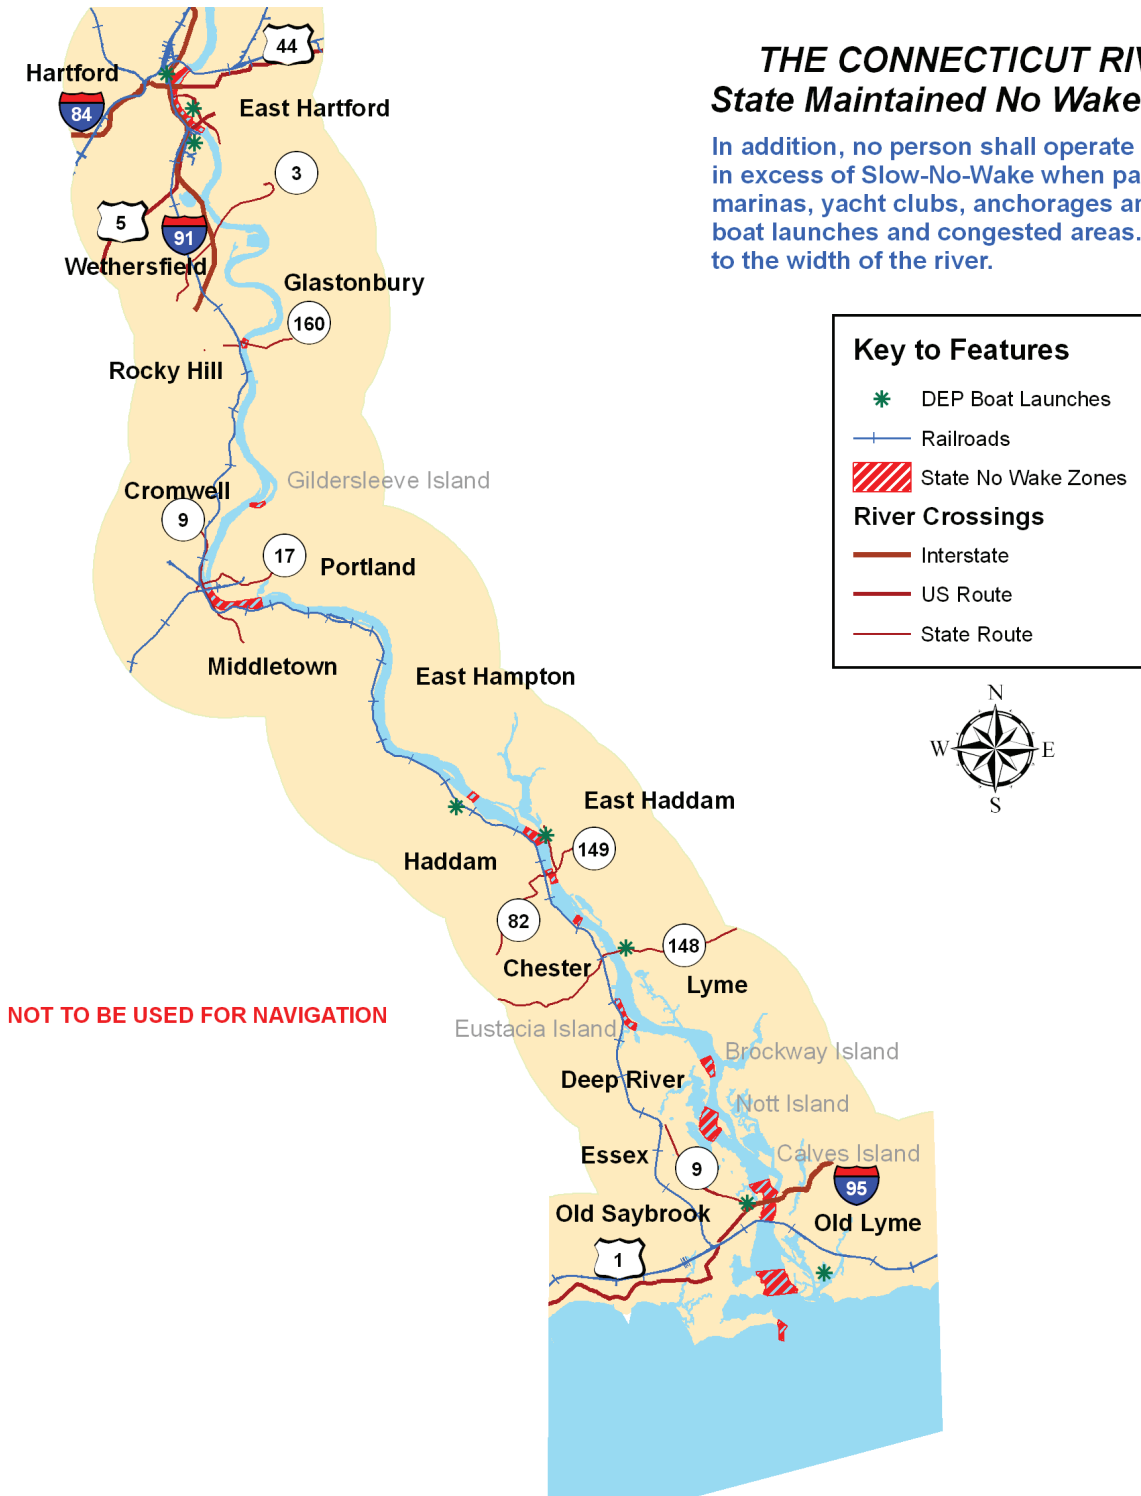 THE CONNECTICUT RIV
State Maintained No Wake
In addition, no person shall operate
in excess of Slow-No-Wake when pa
marinas, yacht clubs, anchorages ar
boat launches and congested areas.
to the width of the river.
44
Hartford
84
East Hartford
3
5
91
Wethersfield
Glastonbury
160
Rocky Hill
Key to Features
DEP Boat Launches
Railroads
State No Wake Zones
River Crossings
Interstate
US Route
State Route
Gildersleeve Island
Cromwell
9
17
Portland
Middletown
East Hampton
N
W
E
S
East Haddam
149
Haddam
82
148
Chester
Lyme
NOT TO BE USED FOR NAVIGATION
Eustacia Island
Brockway Island
Deep River
Nott Island
Essex
Calves Island
9
95
Old Saybrook
Old Lyme
1